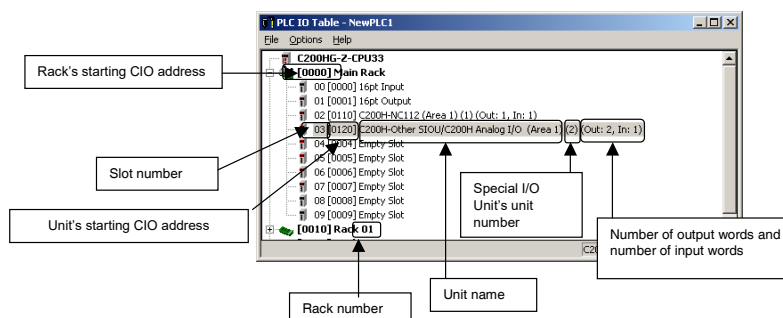 PLC IO Table - NewPLC1
File Options Help
C200HG-Z-CPU33
[0000] Main Rack
00 [0000] 16pt Input
01 [0001] 16pt Output
02 [0110] C200H-NC112 (Area 1) (1) (Out: 1, In: 1)
03 [0120] C200H-Other SIOU/C200H Analog I/O (Area 1) (2) (Out: 2, In: 1)
04 [0004] Empty Slot
05 [0005] Empty Slot
06 [0006] Empty Slot
07 [0007] Empty Slot
08 [0008] Empty Slot
09 [0009] Empty Slot
[0010] Rack 01
Rack's starting CIO address
Slot number
Unit's starting CIO address
Rack number
Unit name
Special I/O
Unit's unit
number
Number of output words and
number of input words